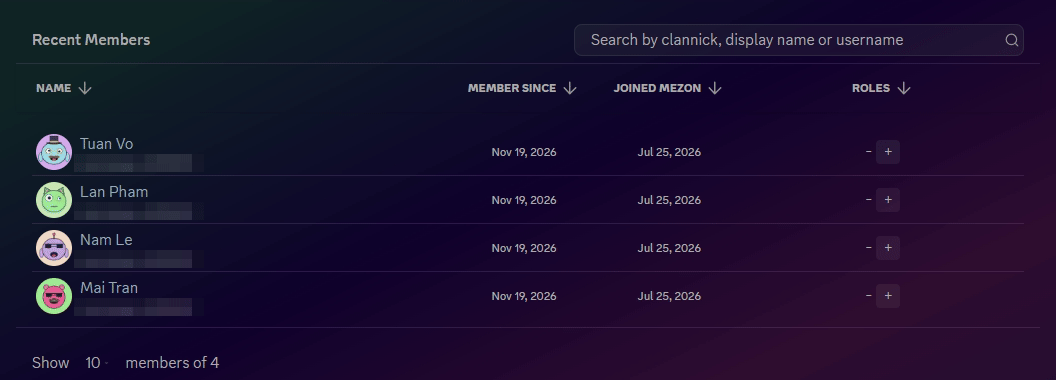 Recent Members
Search by clannick, display name or username
NAME MEMBER SINCE JOINED MEZON ROLES
Tuan Vo
Nov 19, 2026 Jul 25, 2026 – +
Lan Pham
Nov 19, 2026 Jul 25, 2026 – +
Nam Le
Nov 19, 2026 Jul 25, 2026 – +
Mai Tran
Nov 19, 2026 Jul 25, 2026 – +
Show 10 members of 4